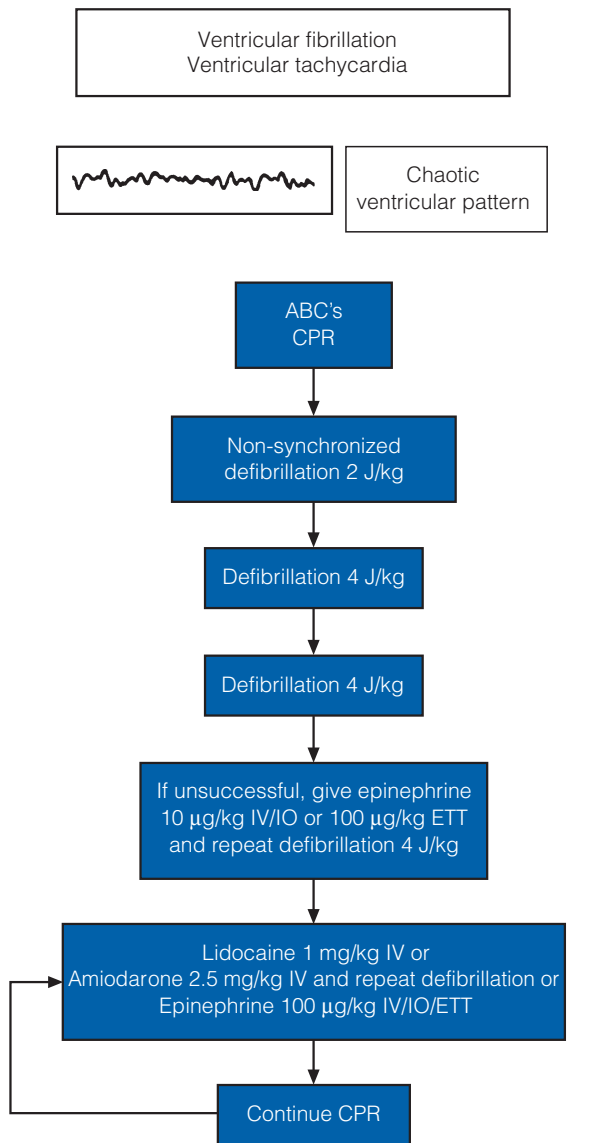 Ventricular fibrillation
Ventricular tachycardia
Chaotic
ventricular pattern
ABC's
CPR
Non-synchronized
defibrillation 2 J/kg
Defibrillation 4 J/kg
Defibrillation 4 J/kg
If unsuccessful, give epinephrine
10 μg/kg IV/IO or 100 μg/kg ETT
and repeat defibrillation 4 J/kg
Lidocaine 1 mg/kg IV or
Amiodarone 2.5 mg/kg IV and repeat defibrillation or
Epinephrine 100 μg/kg IV/IO/ETT
Continue CPR